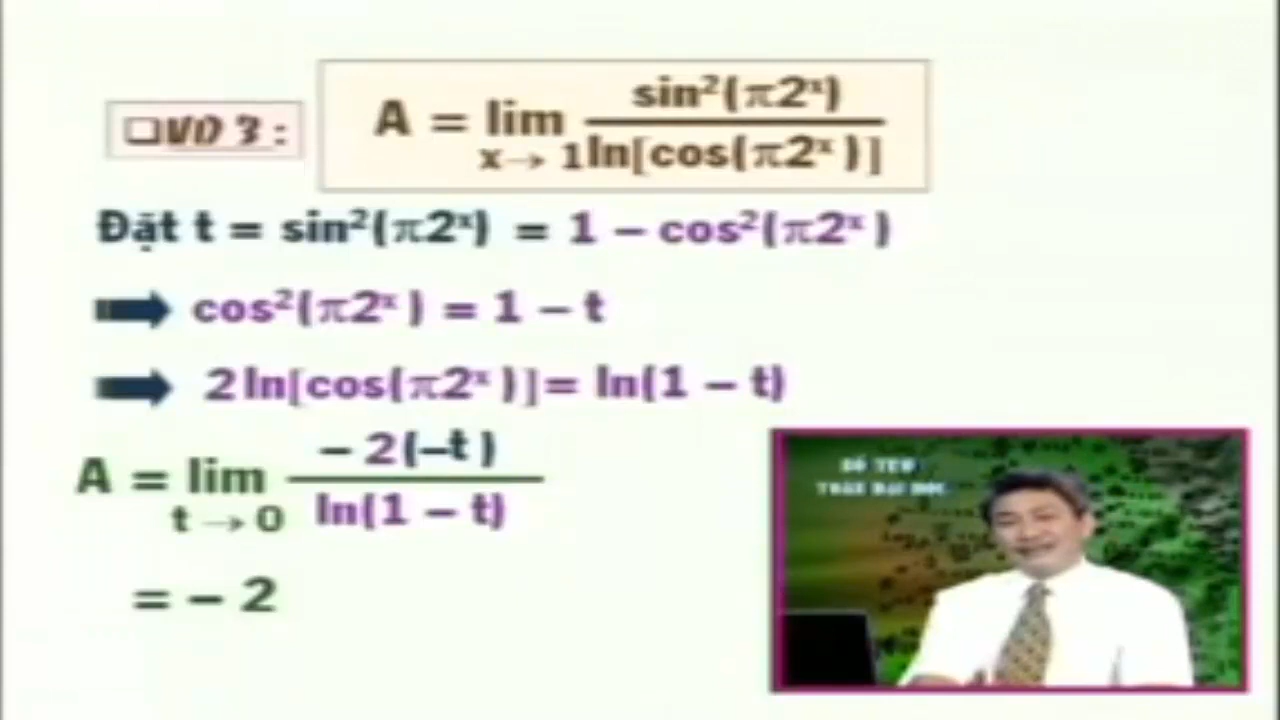 ❑VD 3 :
A = lim sin²(π2ˣ) / ln[cos(π2ˣ)]
x → 1
Đặt t = sin²(π2ˣ) = 1 – cos²(π2ˣ)
cos²(π2ˣ) = 1 – t
2 ln[cos(π2ˣ)] = ln(1 – t)
A = lim – 2(–t) / ln(1 – t)
t → 0
= – 2